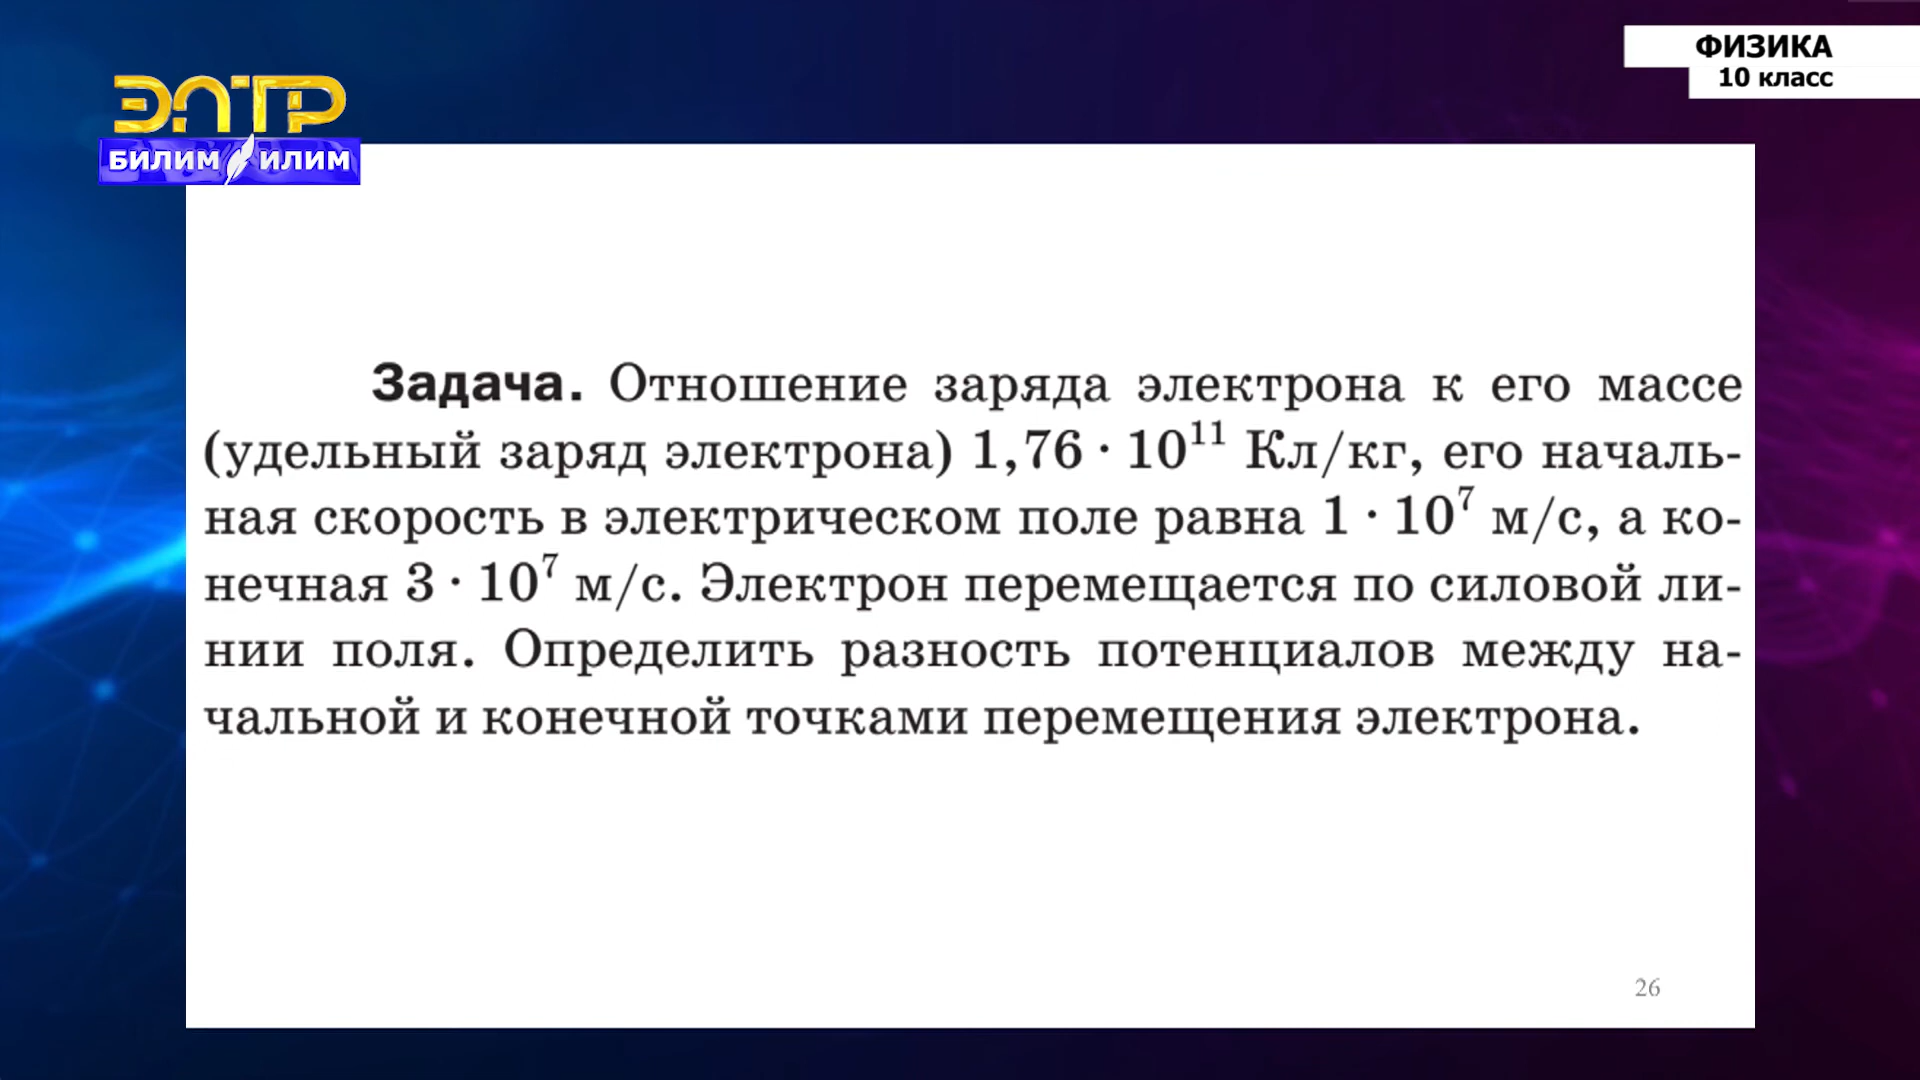 ФИЗИКА
10 класс
ЭЛТР
БИЛИМ ИЛИМ
Задача. Отношение заряда электрона к его массе
(удельный заряд электрона) 1,76 · 10¹¹ Кл/кг, его началь-
ная скорость в электрическом поле равна 1 · 10⁷ м/с, а ко-
нечная 3 · 10⁷ м/с. Электрон перемещается по силовой ли-
нии поля. Определить разность потенциалов между на-
чальной и конечной точками перемещения электрона.
26